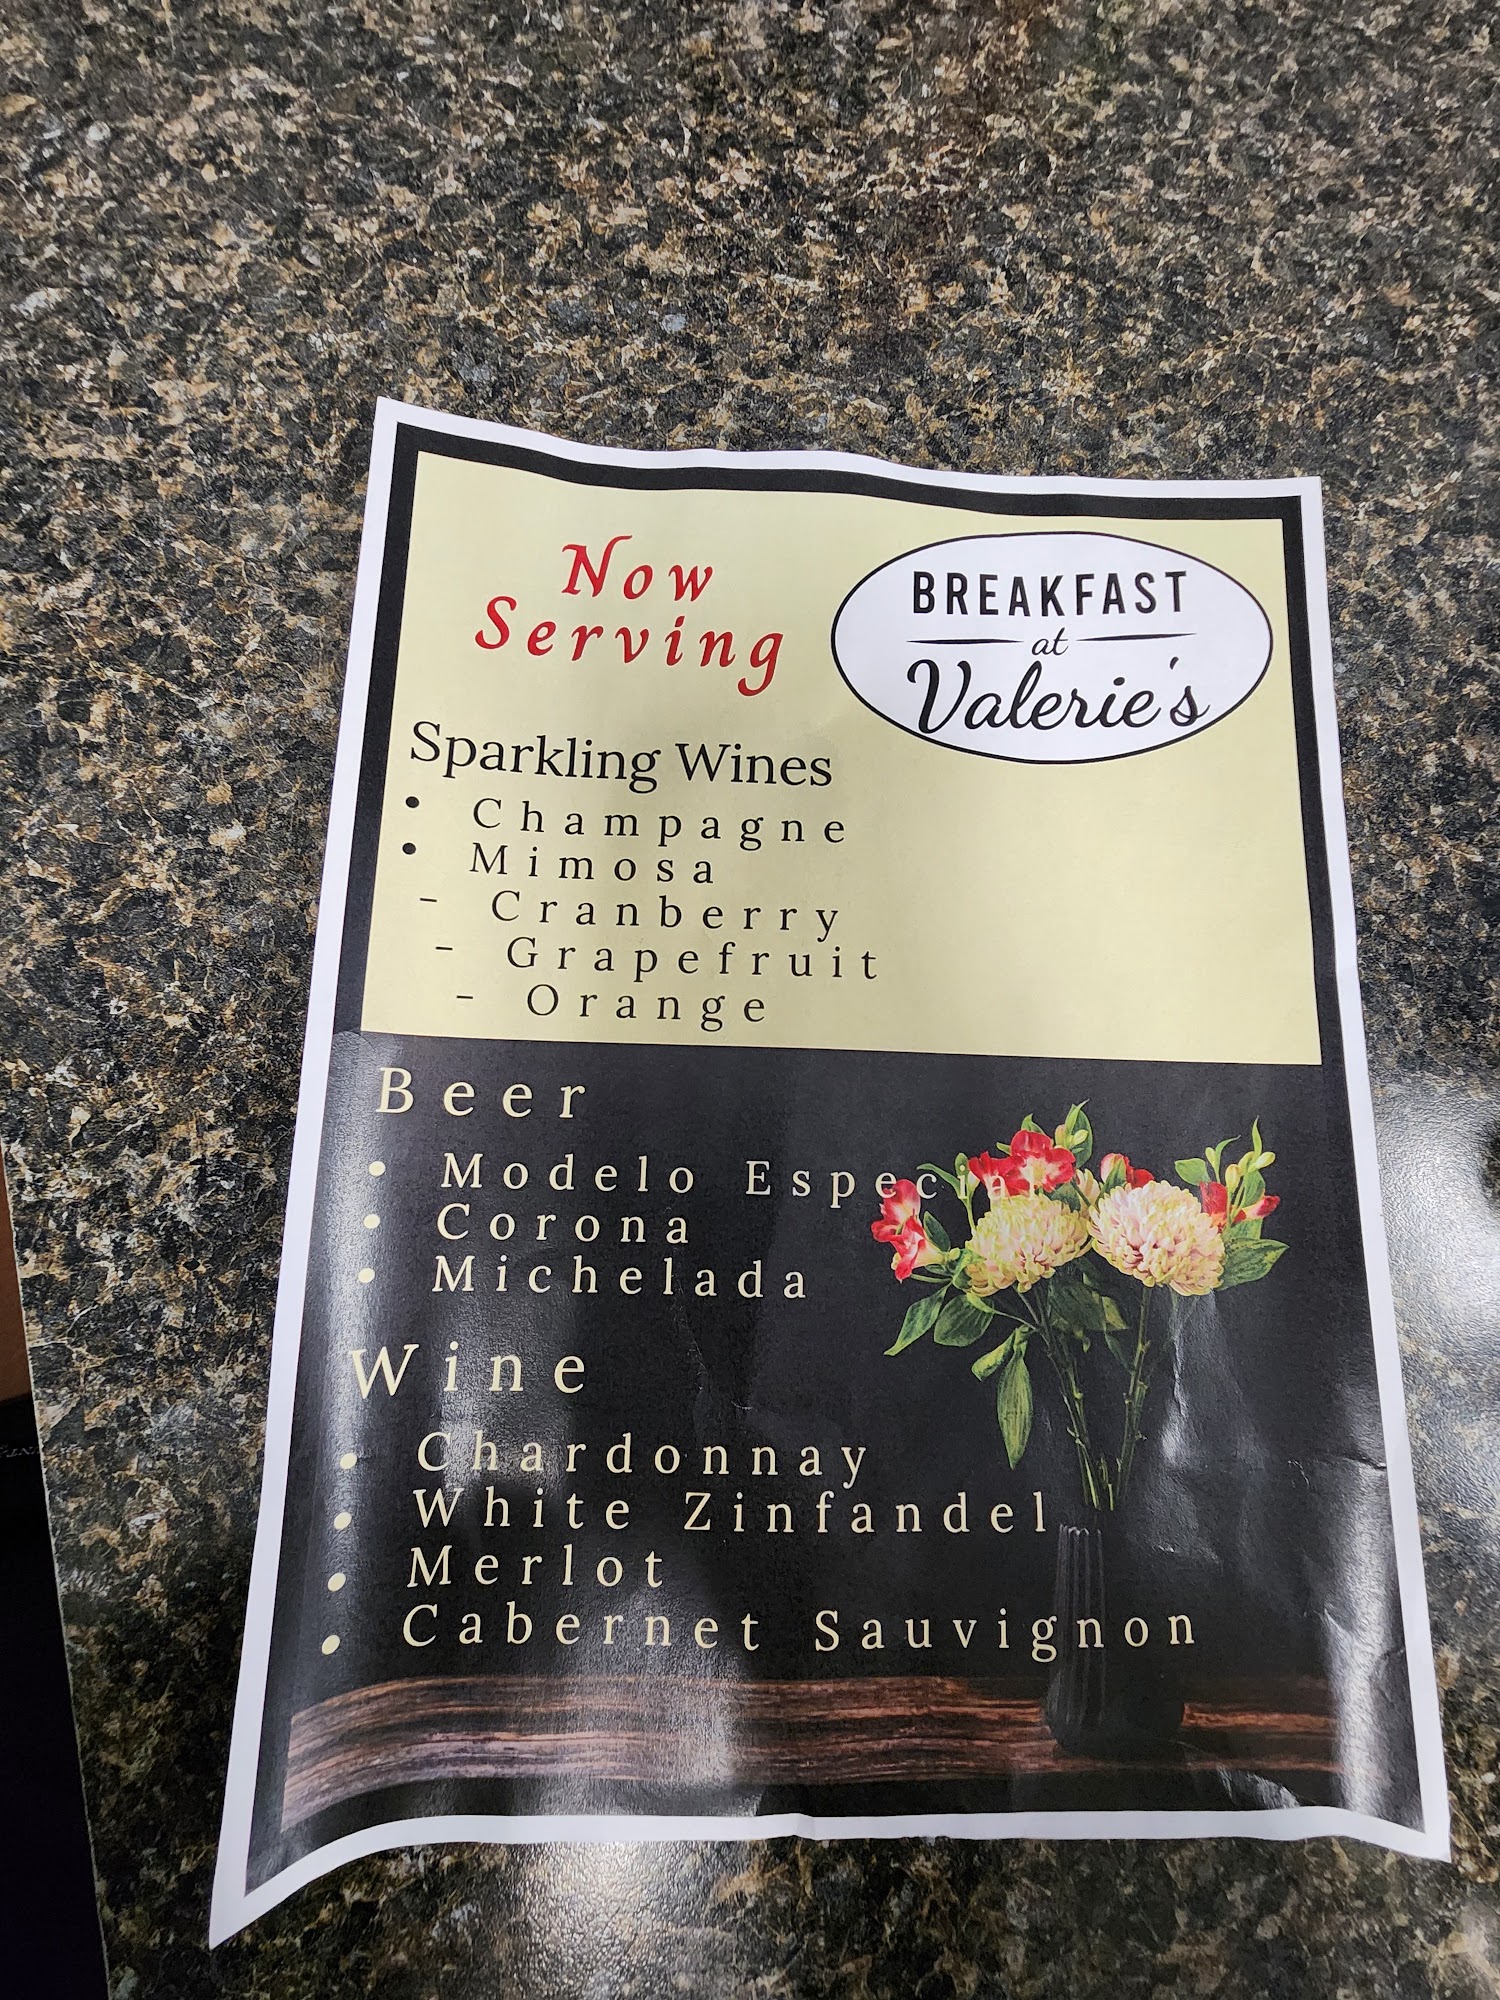 Now
Serving
BREAKFAST
at
Valerie's
Sparkling Wines
• Champagne
• Mimosa
- Cranberry
- Grapefruit
- Orange
Beer
• Modelo Especial
• Corona
• Michelada
Wine
• Chardonnay
• White Zinfandel
• Merlot
• Cabernet Sauvignon